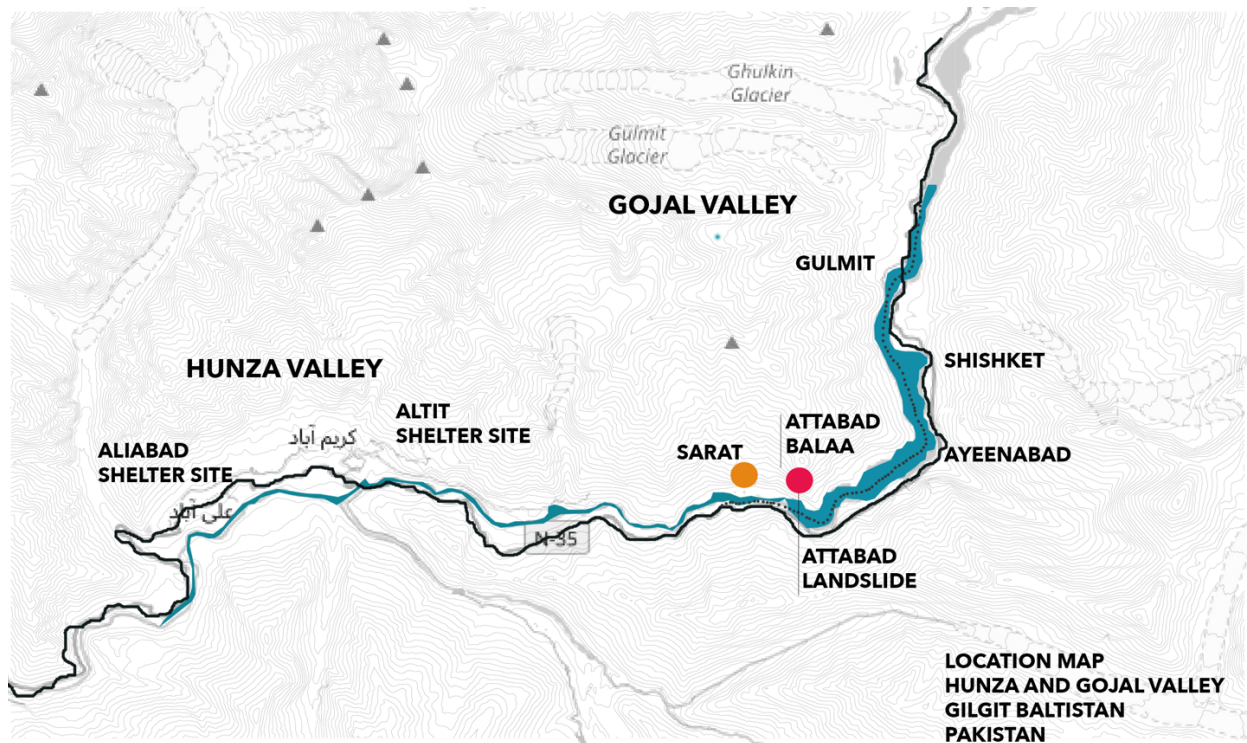 Ghulkin
Glacier
Gulmit
Glacier
GOJAL VALLEY
GULMIT
SHISHKET
HUNZA VALLEY
ALTIT
SHELTER SITE
کریم آباد
ALIABAD
SHELTER SITE
علی آباد
SARAT
ATTABAD
BALAA
AYEENABAD
N-35
ATTABAD
LANDSLIDE
LOCATION MAP
HUNZA AND GOJAL VALLEY
GILGIT BALTISTAN
PAKISTAN